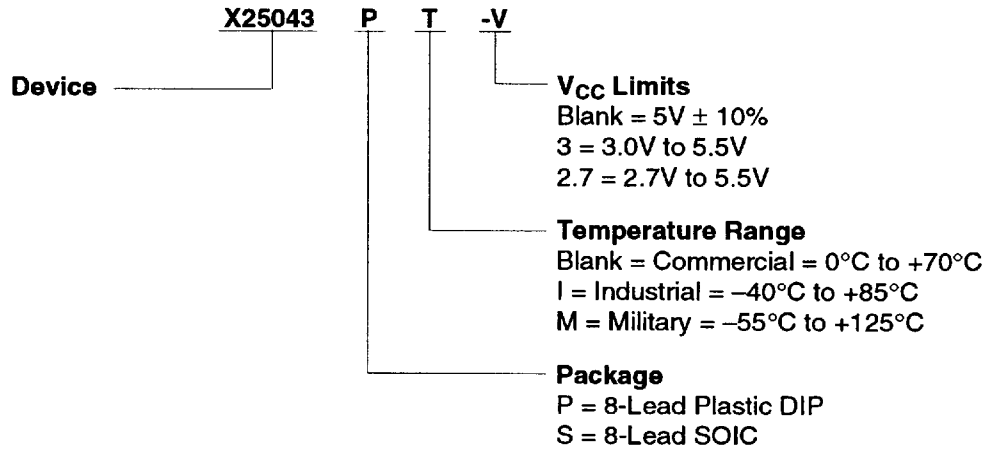 X25043 P T -V
Device
VCC Limits
Blank = 5V ± 10%
3 = 3.0V to 5.5V
2.7 = 2.7V to 5.5V
Temperature Range
Blank = Commercial = 0°C to +70°C
I = Industrial = –40°C to +85°C
M = Military = –55°C to +125°C
Package
P = 8-Lead Plastic DIP
S = 8-Lead SOIC